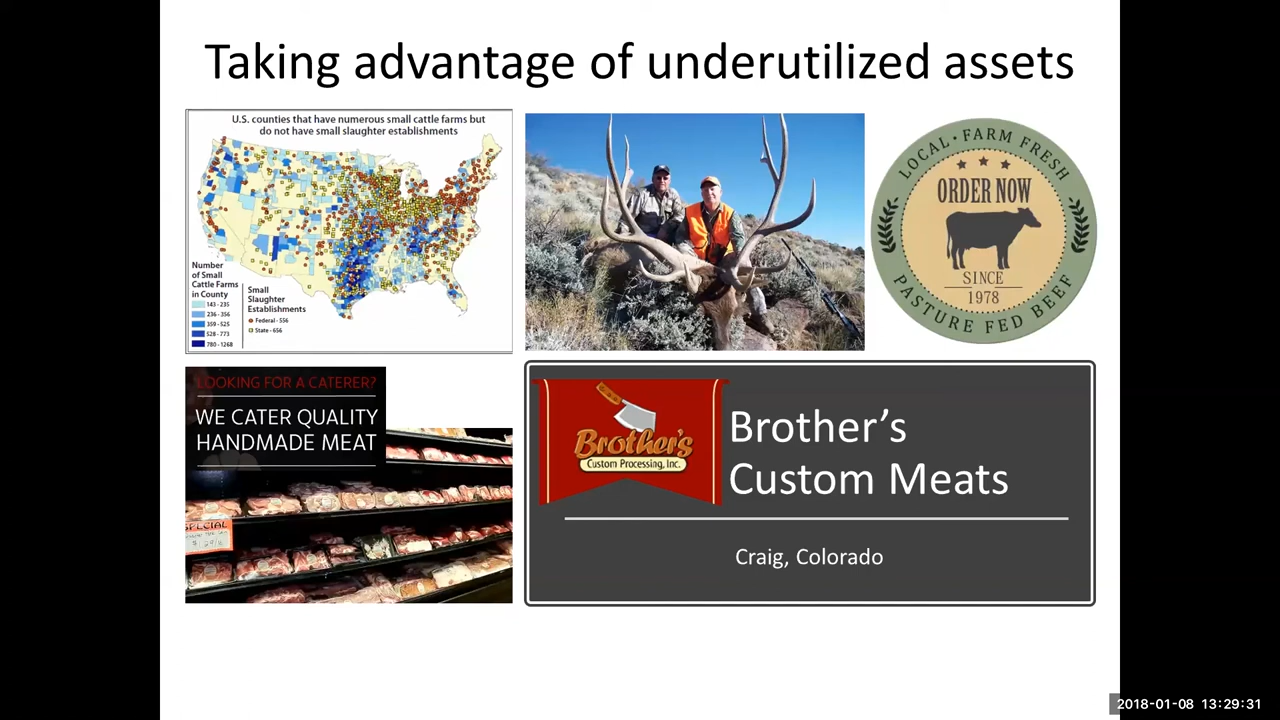 Taking advantage of underutilized assets
U.S. counties that have numerous small cattle farms but
do not have small slaughter establishments
Number
of Small
Cattle Farms
in County
143 - 235
236 - 356
359 - 525
528 - 773
780 - 1268
Small
Slaughter
Establishments
Federal - 556
State - 656
LOCAL • FARM FRESH
ORDER NOW
SINCE
1978
PASTURE FED BEEF
LOOKING FOR A CATERER?
WE CATER QUALITY
HANDMADE MEAT
SPECIAL
Brother's
Custom Processing, Inc.
Brother’s
Custom Meats
Craig, Colorado
2018-01-08 13:29:31